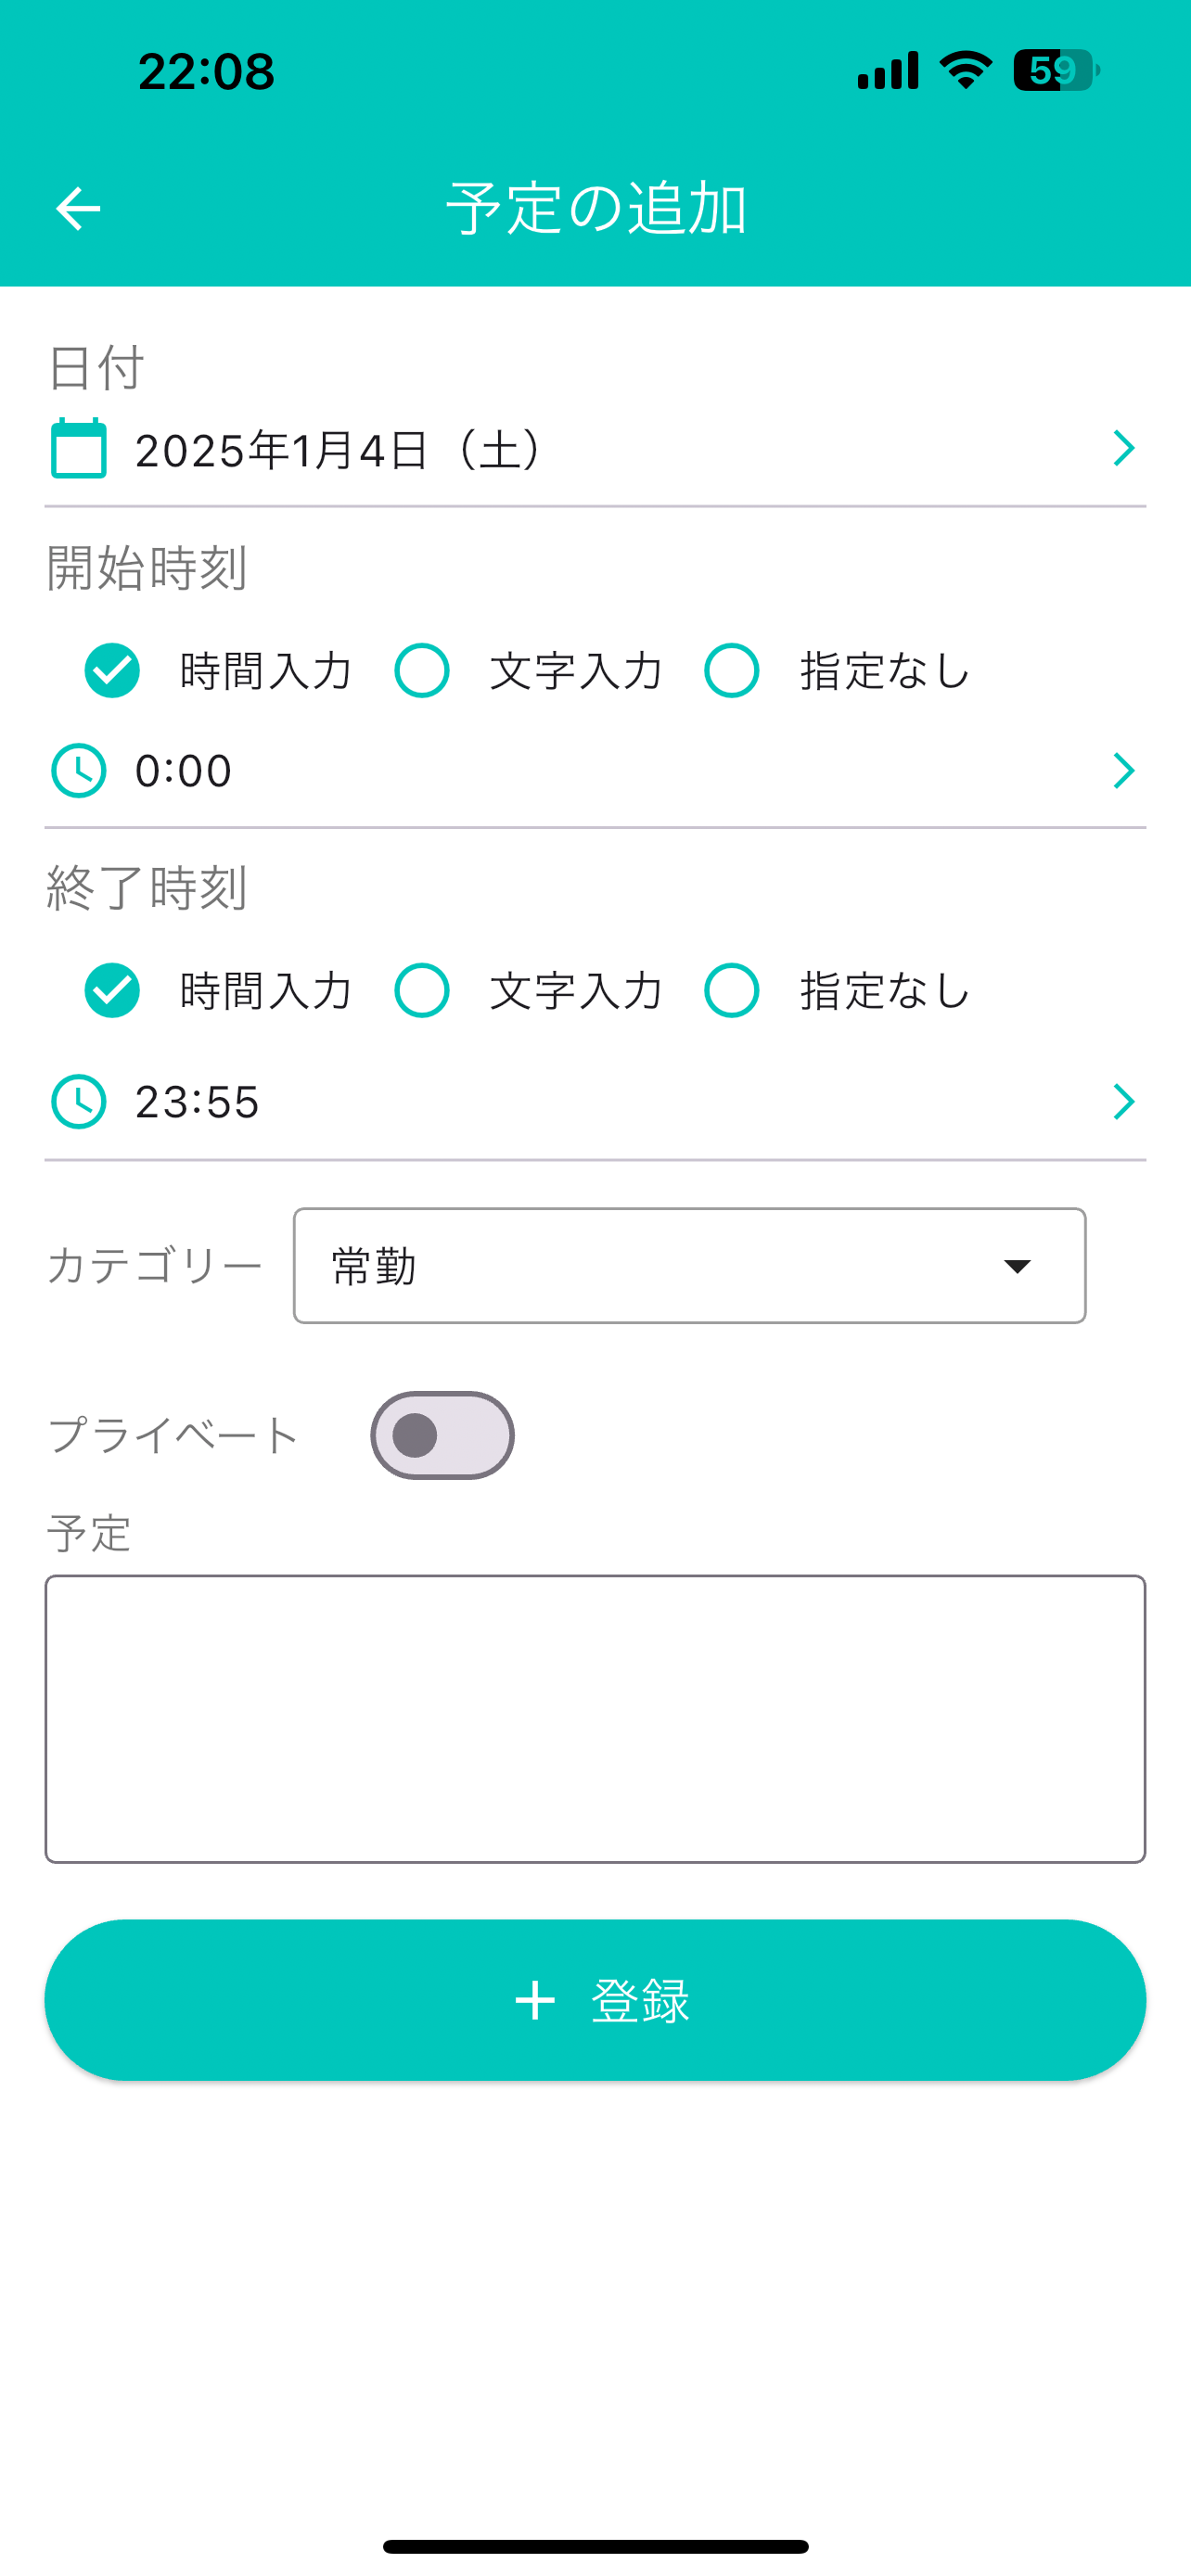 22:08
59
予定の追加
日付
2025年1月4日（土）
開始時刻
時間入力 文字入力 指定なし
0:00
終了時刻
時間入力 文字入力 指定なし
23:55
カテゴリー 常勤
プライベート
予定
+ 登録